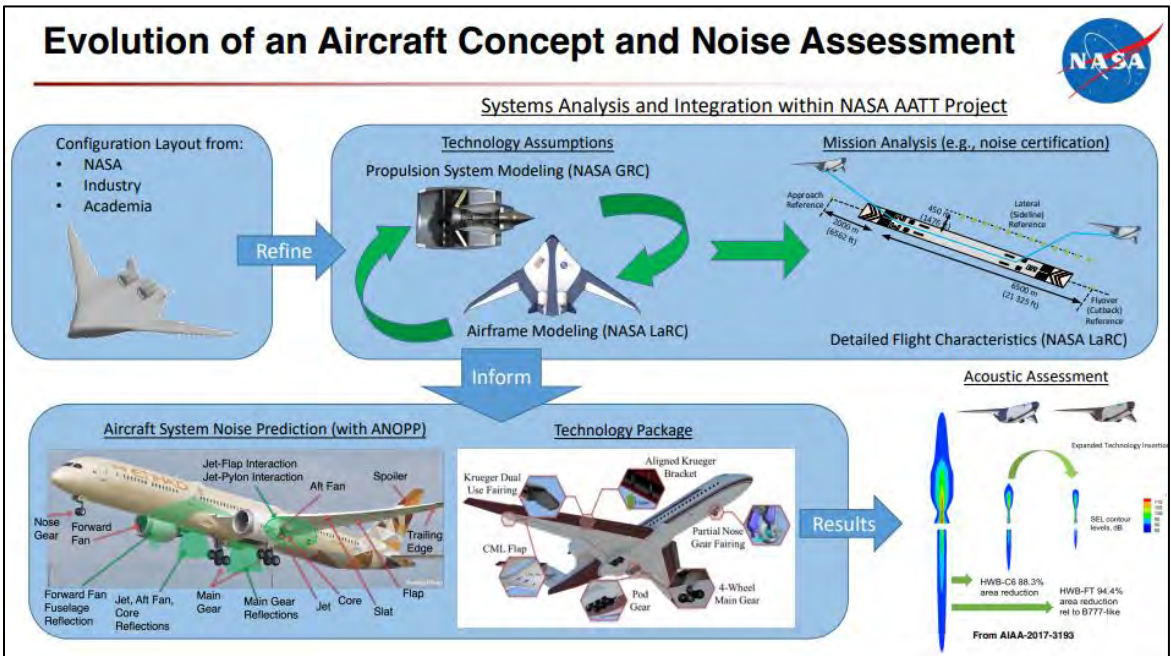 Evolution of an Aircraft Concept and Noise Assessment
NASA
Systems Analysis and Integration within NASA AATT Project
Configuration Layout from:
• NASA
• Industry
• Academia
Refine
Technology Assumptions
Propulsion System Modeling (NASA GRC)
Airframe Modeling (NASA LaRC)
Mission Analysis (e.g., noise certification)
Approach
Reference
2000 m
(6562 ft)
450 m
(1476
Lateral
(Sideline)
Reference
6500 m
(21 325 ft)
Flyover
(Cutback)
Reference
Detailed Flight Characteristics (NASA LaRC)
Inform
Aircraft System Noise Prediction (with ANOPP)
ETIHAD
Jet-Flap Interaction
Jet-Pylon Interaction
Aft Fan
Spoiler
Nose
Gear
Forward
Fan
Trailing
Edge
Flap
Forward Fan
Fuselage
Reflection
Jet, Aft Fan,
Core
Reflections
Main
Gear
Main Gear
Reflections
Jet
Core
Slat
Technology Package
Krueger Dual
Use Fairing
Aligned Krueger
Bracket
Partial Nose
Gear Fairing
CML Flap
Pod
Gear
4-Wheel
Main Gear
Results
Acoustic Assessment
Expanded Technology Insertion
SEL contour
levels, dB
HWB-C6 88.3%
area reduction
HWB-FT 94.4%
area reduction
rel to B777-like
From AIAA-2017-3193